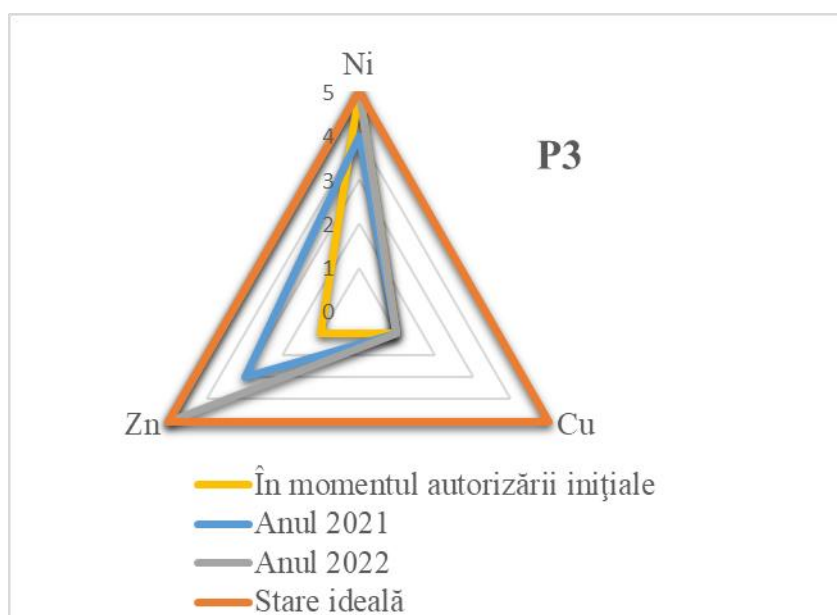 Ni
5
4
3
2
1
0
P3
Zn
Cu
În momentul autorizării iniţiale
Anul 2021
Anul 2022
Stare ideală